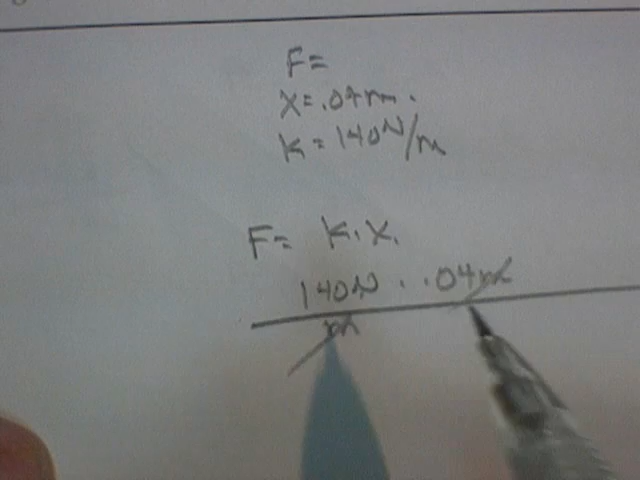 F=
X=.04m.
K=140N/m
F= K.X.
140N . .04m
m